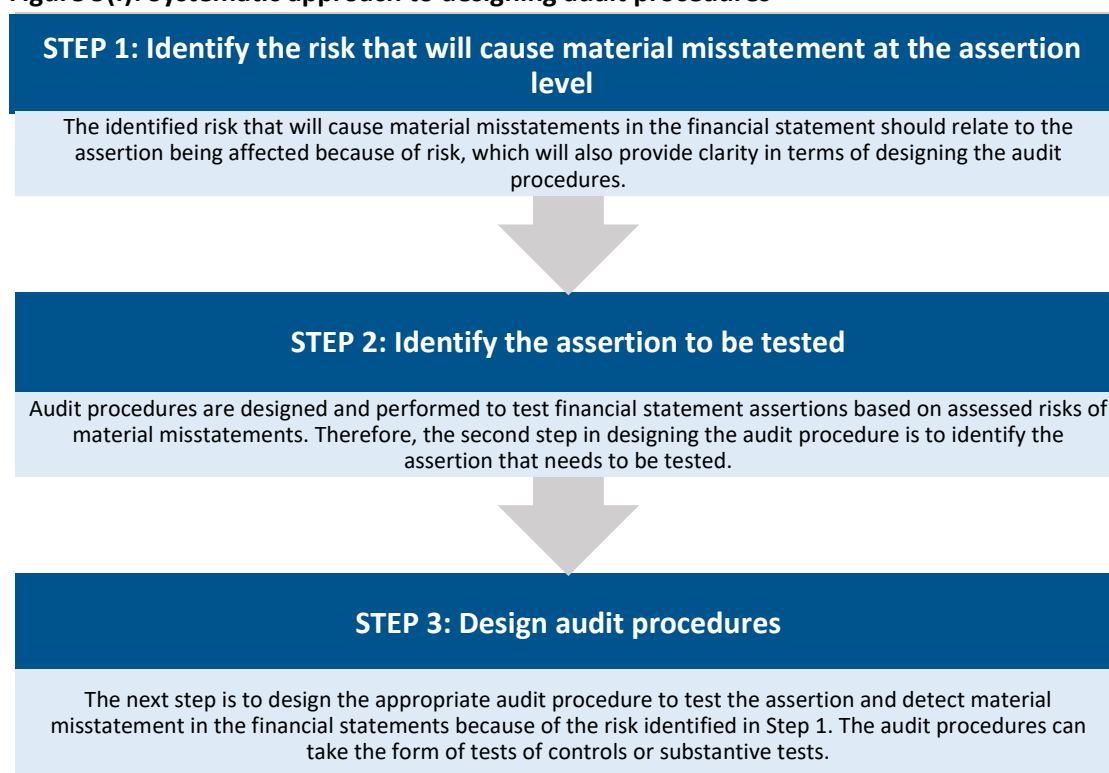 Systematic approach to designing audit procedures
STEP 1: Identify the risk that will cause material misstatement at the assertion
level
The identified risk that will cause material misstatements in the financial statement should relate to the
assertion being affected because of risk, which will also provide clarity in terms of designing the audit
procedures.
STEP 2: Identify the assertion to be tested
Audit procedures are designed and performed to test financial statement assertions based on assessed risks of
material misstatements. Therefore, the second step in designing the audit procedure is to identify the
assertion that needs to be tested.
STEP 3: Design audit procedures
The next step is to design the appropriate audit procedure to test the assertion and detect material
misstatement in the financial statements because of the risk identified in Step 1. The audit procedures can
take the form of tests of controls or substantive tests.